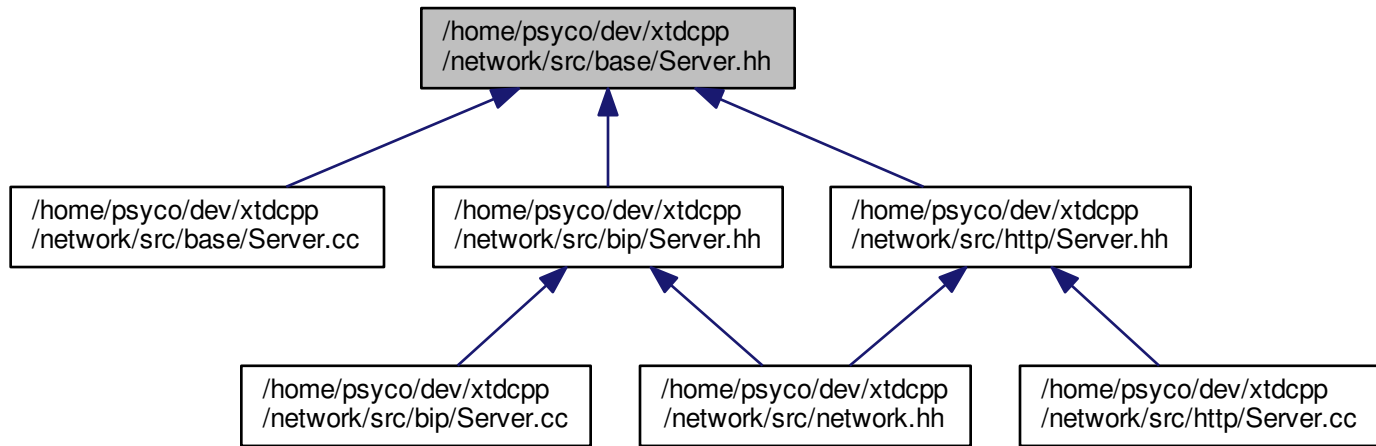 /home/psyco/dev/xtdcpp
/network/src/base/Server.hh
/home/psyco/dev/xtdcpp
/network/src/base/Server.cc
/home/psyco/dev/xtdcpp
/network/src/bip/Server.hh
/home/psyco/dev/xtdcpp
/network/src/http/Server.hh
/home/psyco/dev/xtdcpp
/network/src/bip/Server.cc
/home/psyco/dev/xtdcpp
/network/src/network.hh
/home/psyco/dev/xtdcpp
/network/src/http/Server.cc